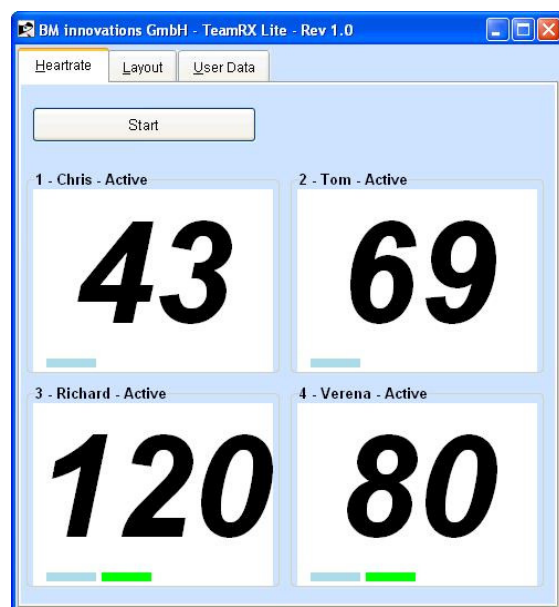 BM innovations GmbH - TeamRX Lite - Rev 1.0
Heartrate Layout User Data
Start
1 - Chris - Active 2 - Tom - Active
43 69
3 - Richard - Active 4 - Verena - Active
120 80